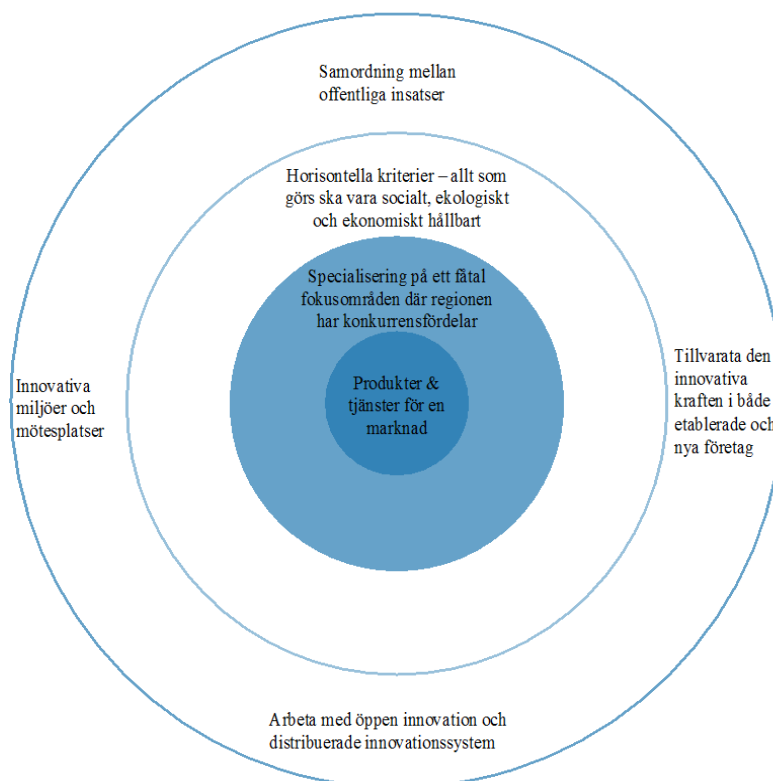 Samordning mellan
offentliga insatser
Horisontella kriterier – allt som
görs ska vara socialt, ekologiskt
och ekonomiskt hållbart
Specialisering på ett fåtal
fokusområden där regionen
har konkurrensfördelar
Produkter &
tjänster för en
marknad
Innovativa
miljöer och
mötesplatser
Tillvarata den
innovativa
kraften i både
etablerade och
nya företag
Arbeta med öppen innovation och
distribuerade innovationssystem